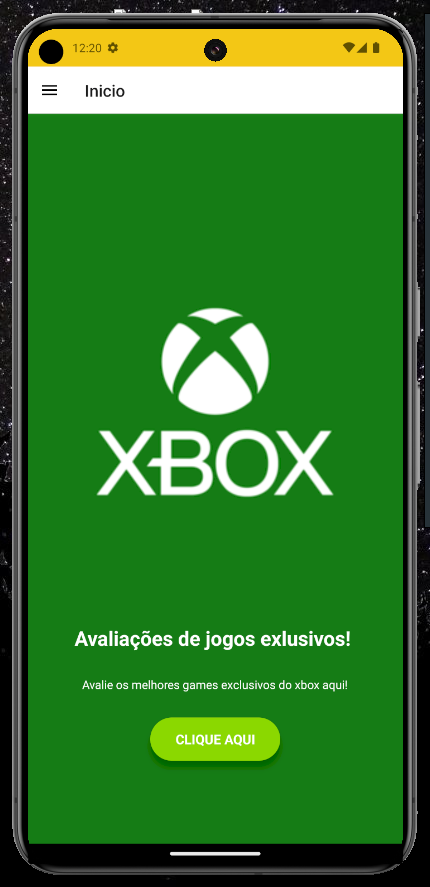 12:20
Inicio
XBOX
Avaliações de jogos exlusivos!
Avalie os melhores games exclusivos do xbox aqui!
CLIQUE AQUI